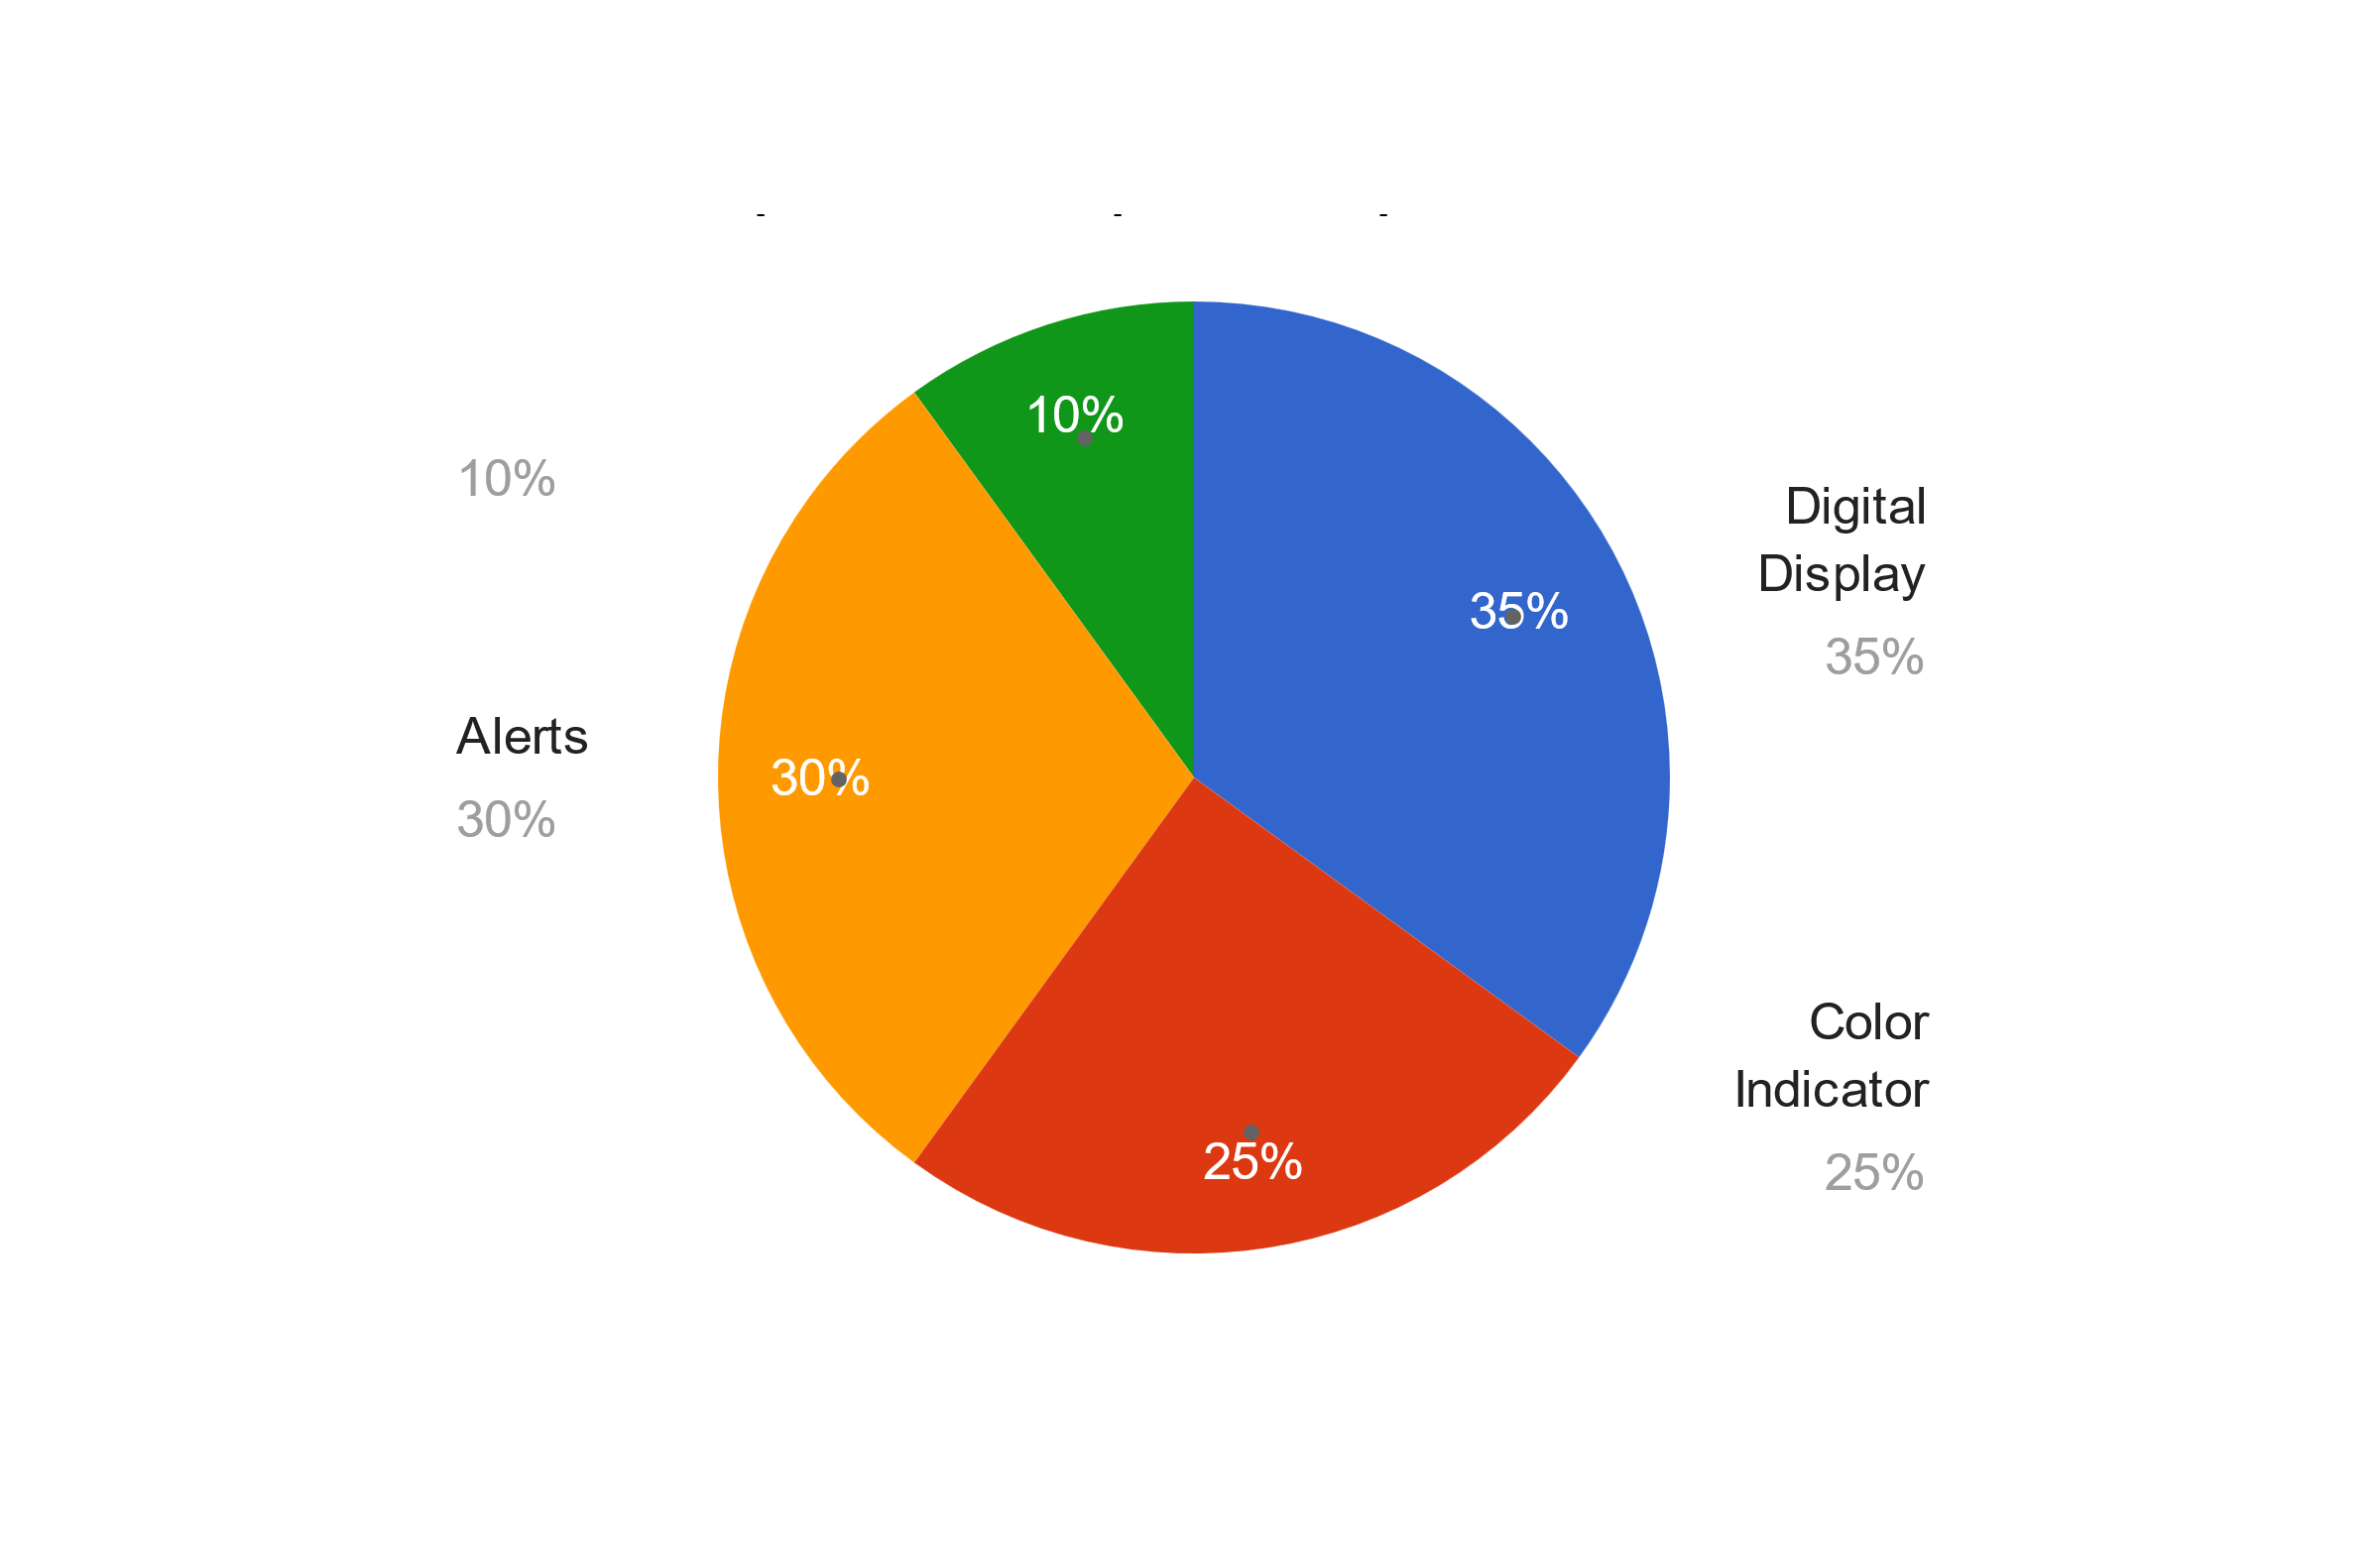 - - -
10%
35%
30%
25%
10%
Alerts
30%
Digital
Display
35%
Color
Indicator
25%